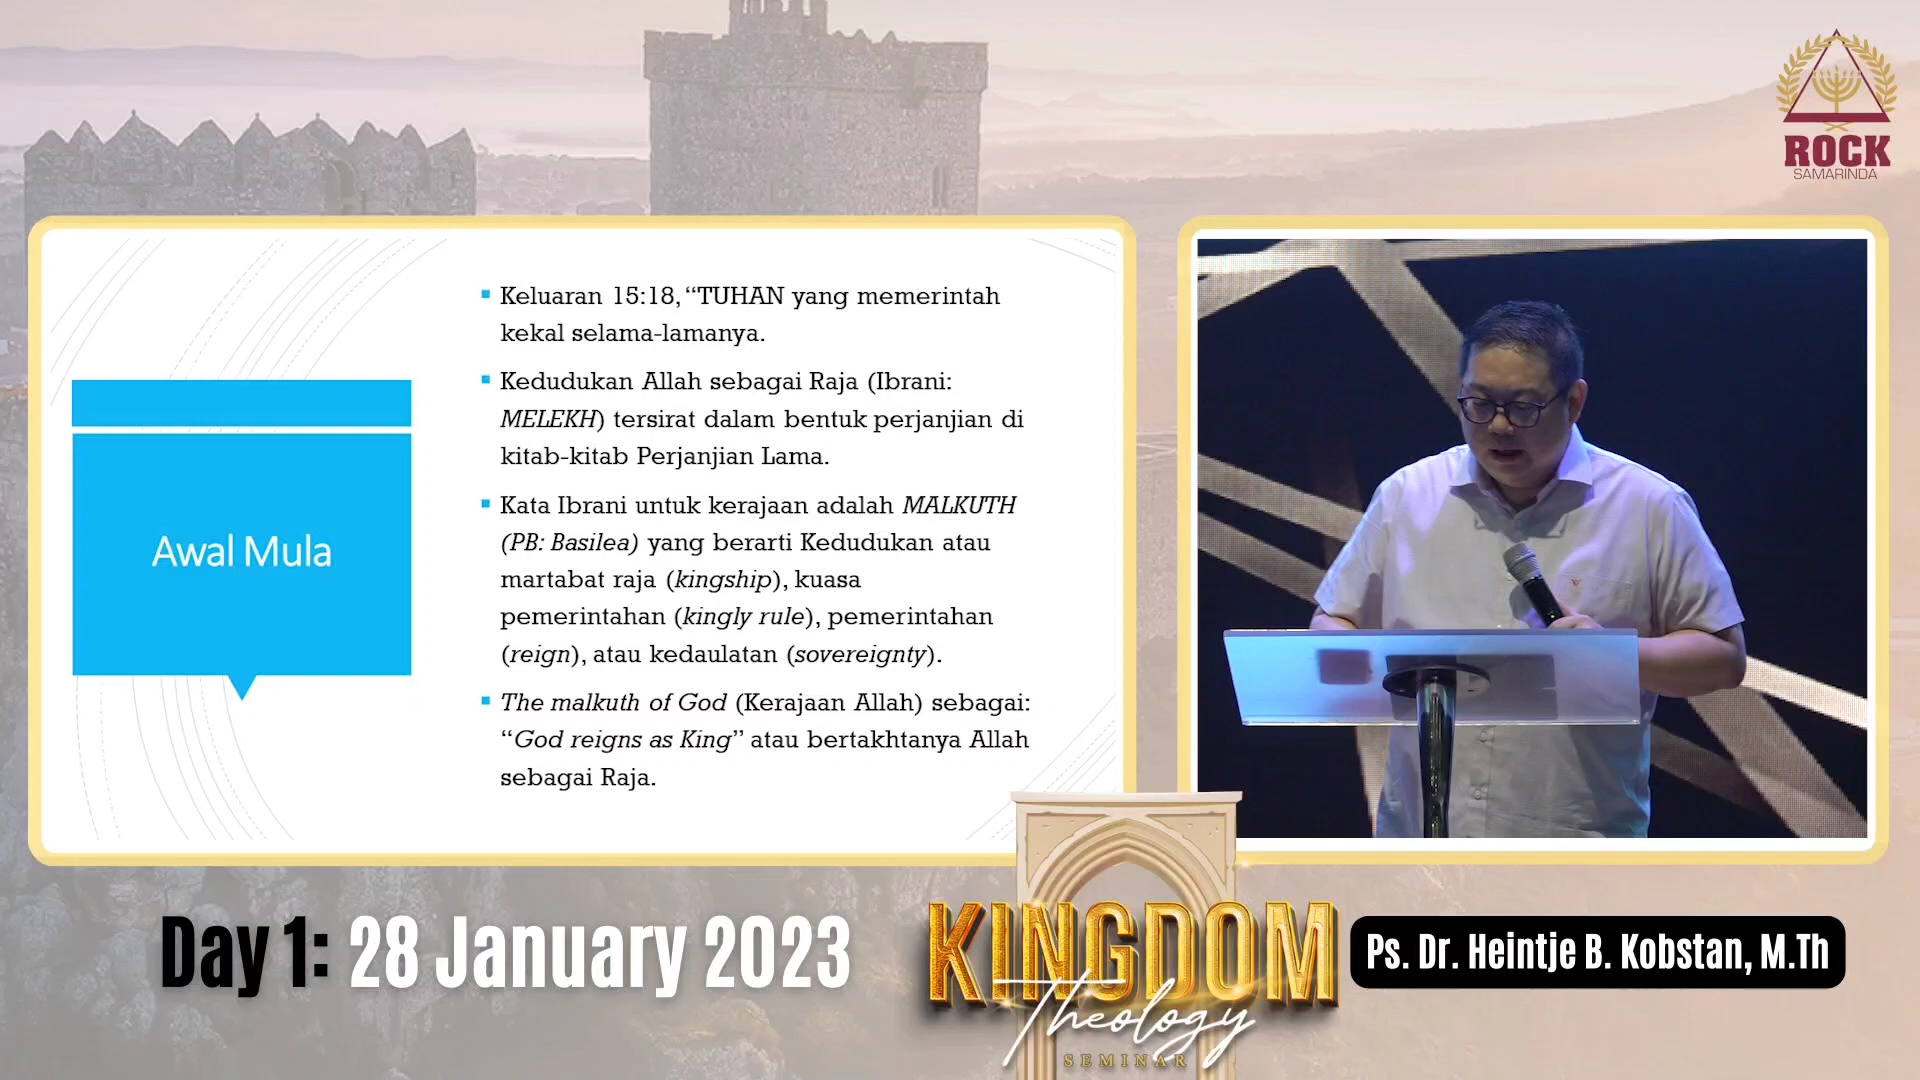 ROCK
SAMARINDA
Awal Mula
Keluaran 15:18, “TUHAN yang memerintah
kekal selama-lamanya.
Kedudukan Allah sebagai Raja (Ibrani:
MELEKH) tersirat dalam bentuk perjanjian di
kitab-kitab Perjanjian Lama.
Kata Ibrani untuk kerajaan adalah MALKUTH
(PB: Basilea) yang berarti Kedudukan atau
martabat raja (kingship), kuasa
pemerintahan (kingly rule), pemerintahan
(reign), atau kedaulatan (sovereignty).
The malkuth of God (Kerajaan Allah) sebagai:
“God reigns as King” atau bertakhtanya Allah
sebagai Raja.
Day 1: 28 January 2023
KINGDOM
Theology
SEMINAR
Ps. Dr. Heintje B. Kobstan, M.Th